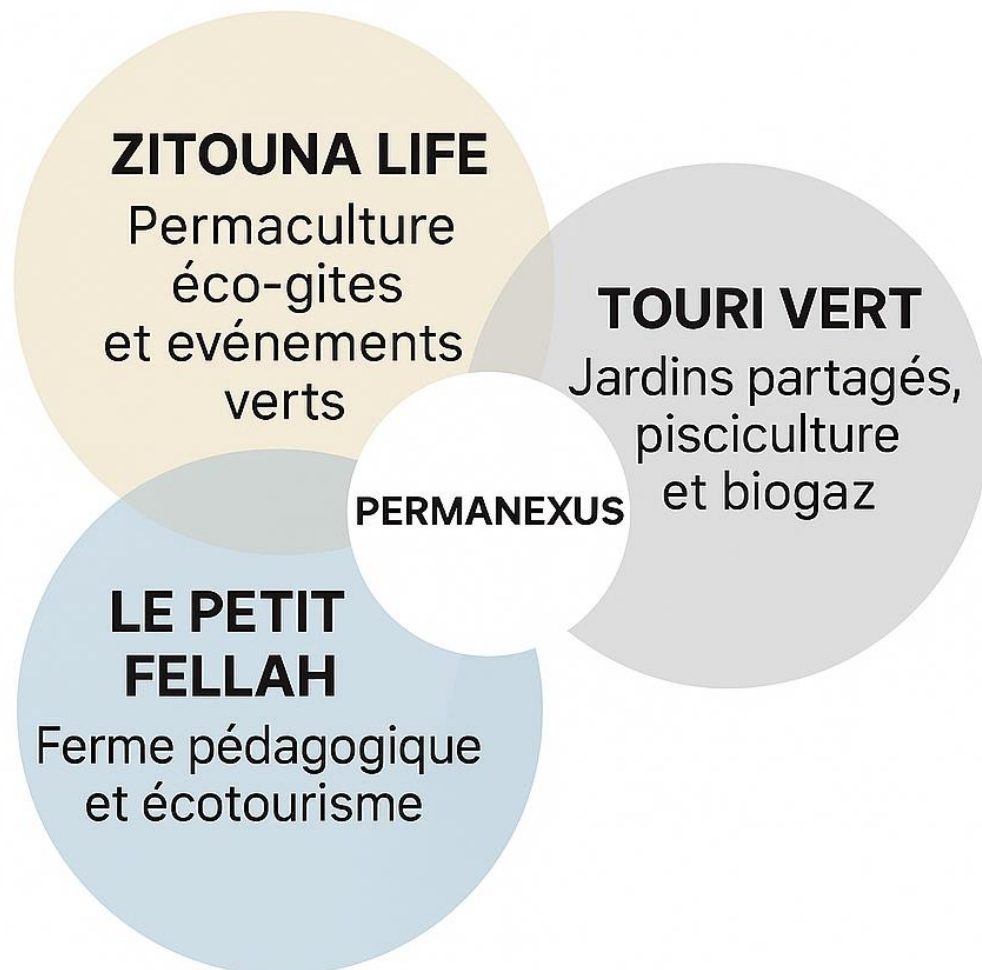 ZITOUNA LIFE
Permaculture
éco-gites
et evénements
verts
TOURI VERT
Jardins partagés,
pisciculture
et biogaz
PERMANEXUS
LE PETIT
FELLAH
Ferme pédagogique
et écotourisme